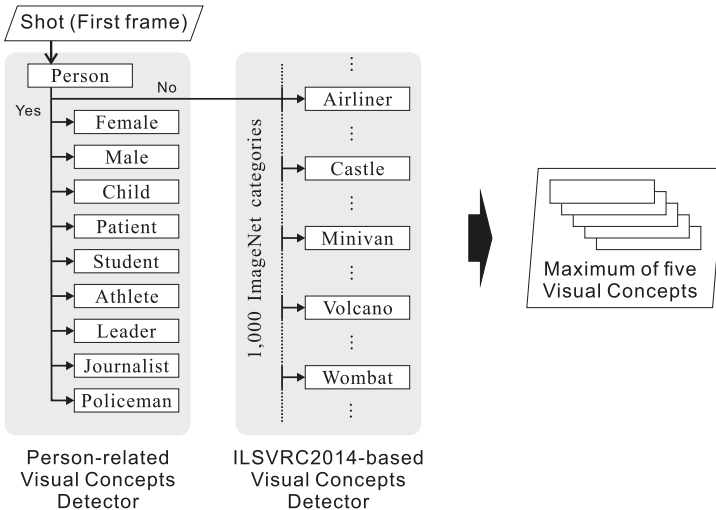 Shot (First frame)
Person
No
Yes
Female
Male
Child
Patient
Student
Athlete
Leader
Journalist
Policeman
Person-related
Visual Concepts
Detector
1,000 ImageNet categories
Airliner
Castle
Minivan
Volcano
Wombat
ILSVRC2014-based
Visual Concepts
Detector
Maximum of five
Visual Concepts